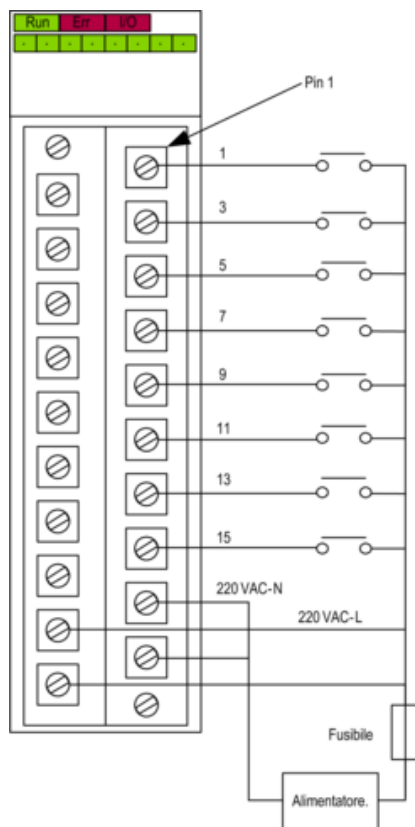 Run Err I/O
Pin 1
1
3
5
7
9
11
13
15
220 VAC-N
220 VAC-L
Fusibile
Alimentatore.